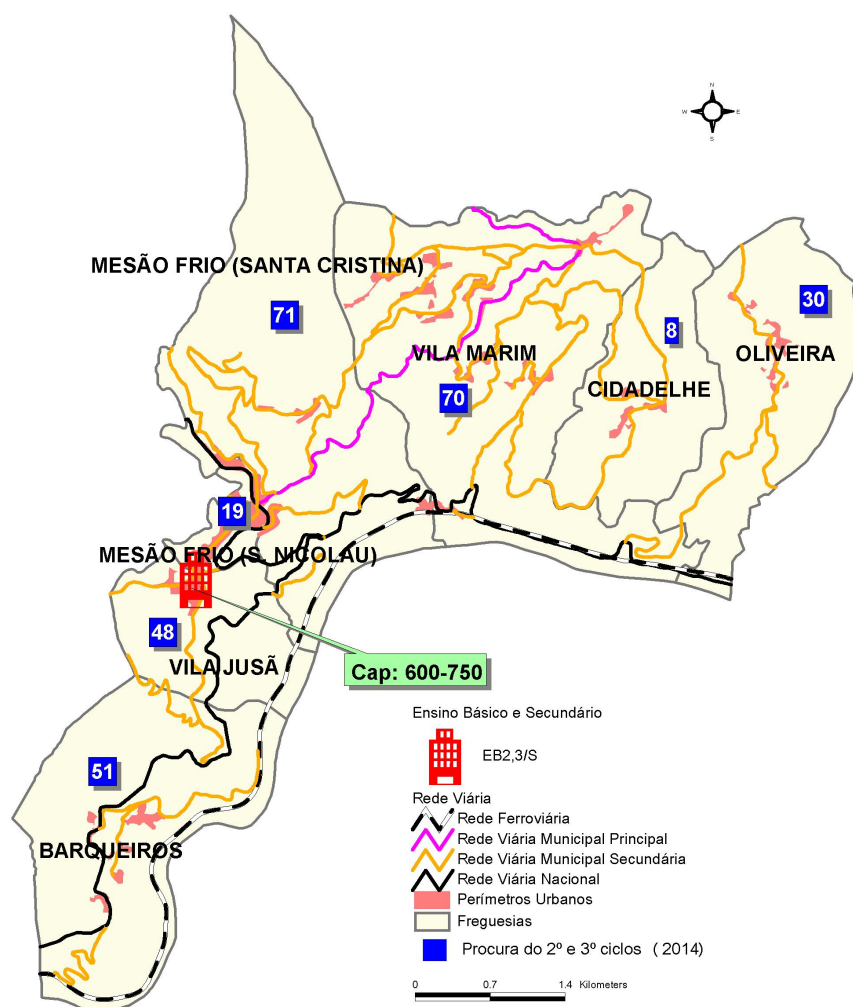 N
W E
S
MESÃO FRIO (SANTA CRISTINA)
71
30
8
VILA MARIM
OLIVEIRA
70
CIDADELHE
19
MESÃO FRIO (S. NICOLAU)
48
VILA JUSÃ
Cap: 600-750
51
BARQUEIROS
Ensino Básico e Secundário
EB2,3/S
Rede Viária
Rede Ferroviária
Rede Viária Municipal Principal
Rede Viária Municipal Secundária
Rede Viária Nacional
Perímetros Urbanos
Freguesias
Procura do 2º e 3º ciclos ( 2014)
0 0.7 1.4 Kilometers